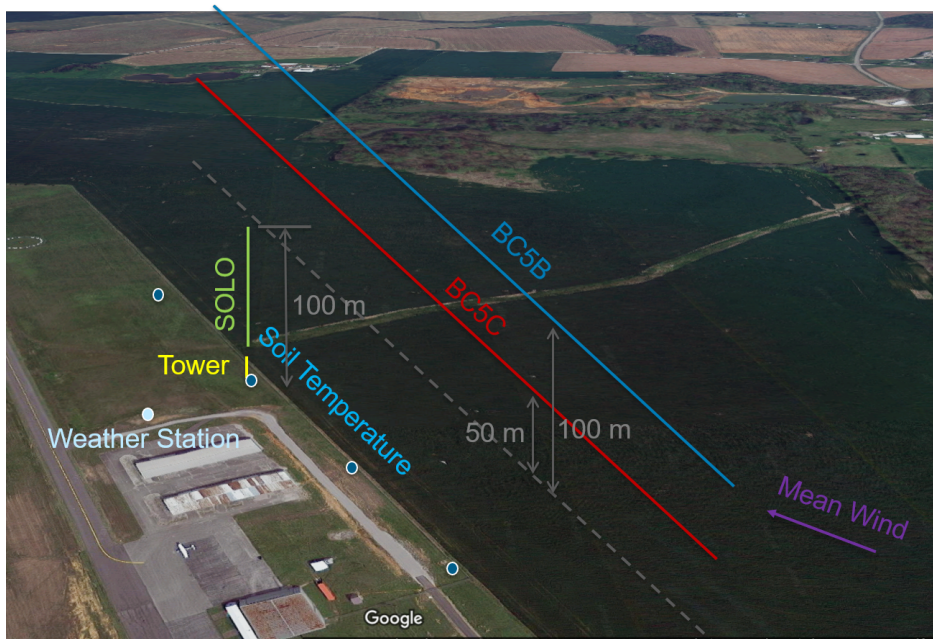 BC5B
BC5C
SOLO
100 m
Soil Temperature
Tower
50 m
100 m
Weather Station
Mean Wind
Google